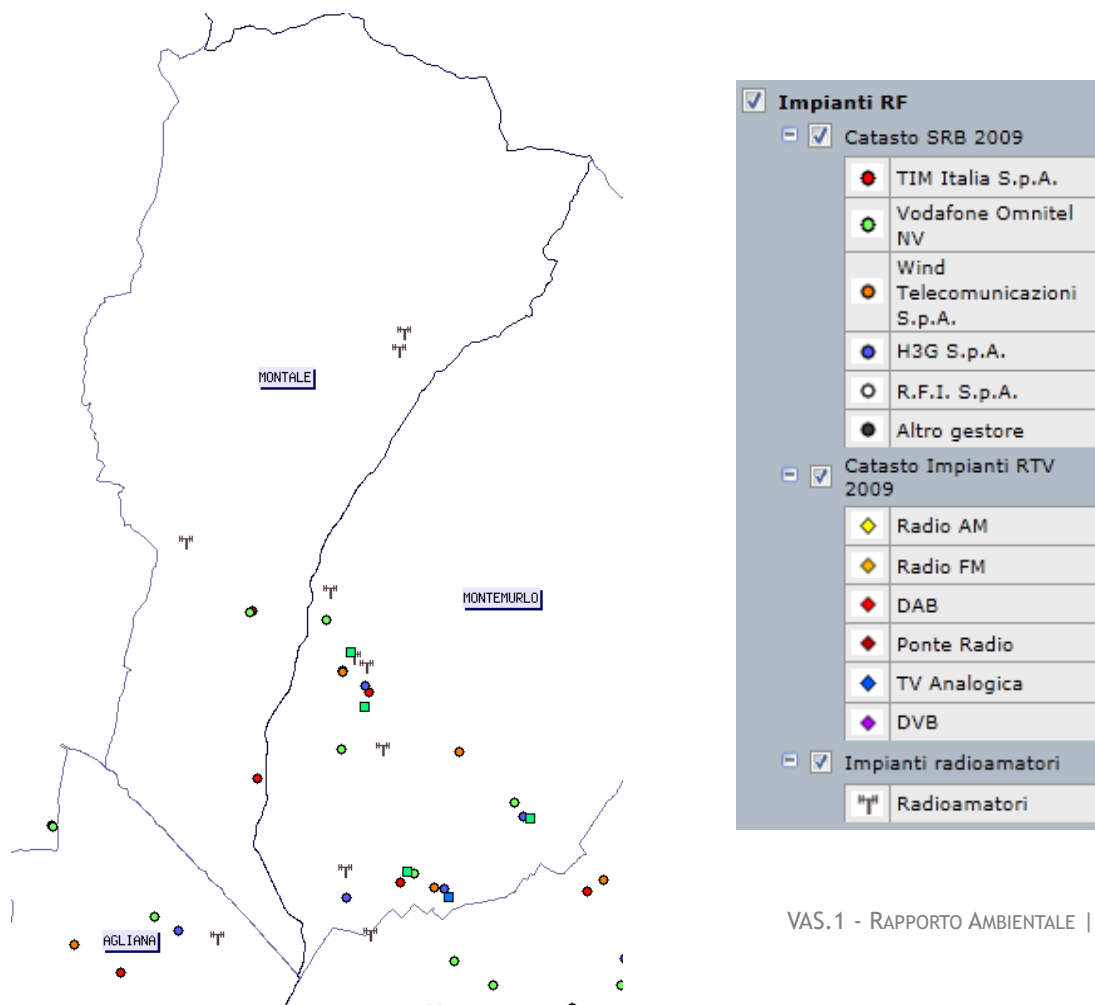 MONTALE
MONTEMURLO
AGLIANA
Impianti RF
Catasto SRB 2009
TIM Italia S.p.A.
Vodafone Omnitel
NV
Wind
Telecomunicazioni
S.p.A.
H3G S.p.A.
R.F.I. S.p.A.
Altro gestore
Catasto Impianti RTV
2009
Radio AM
Radio FM
DAB
Ponte Radio
TV Analogica
DVB
Impianti radioamatori
Radioamatori
VAS.1 - RAPPORTO AMBIENTALE |